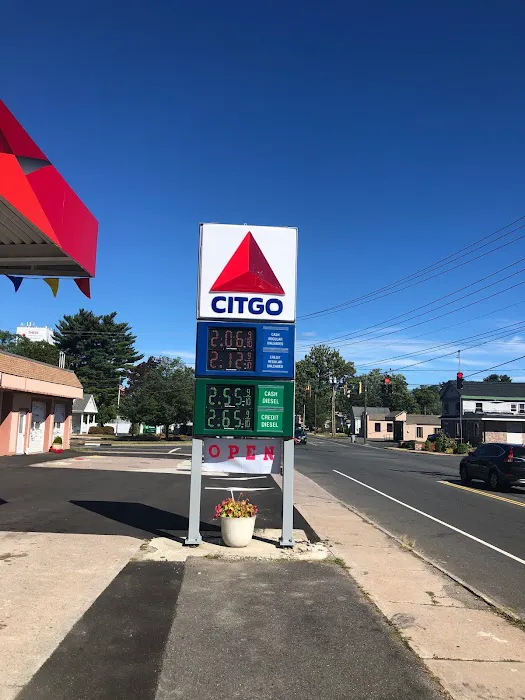 CITGO
2.06 9/10
CASH
REGULAR
UNLEADED
2.12 9/10
CREDIT
REGULAR
UNLEADED
2.55 9/10
CASH
DIESEL
2.65 9/10
CREDIT
DIESEL
OPEN